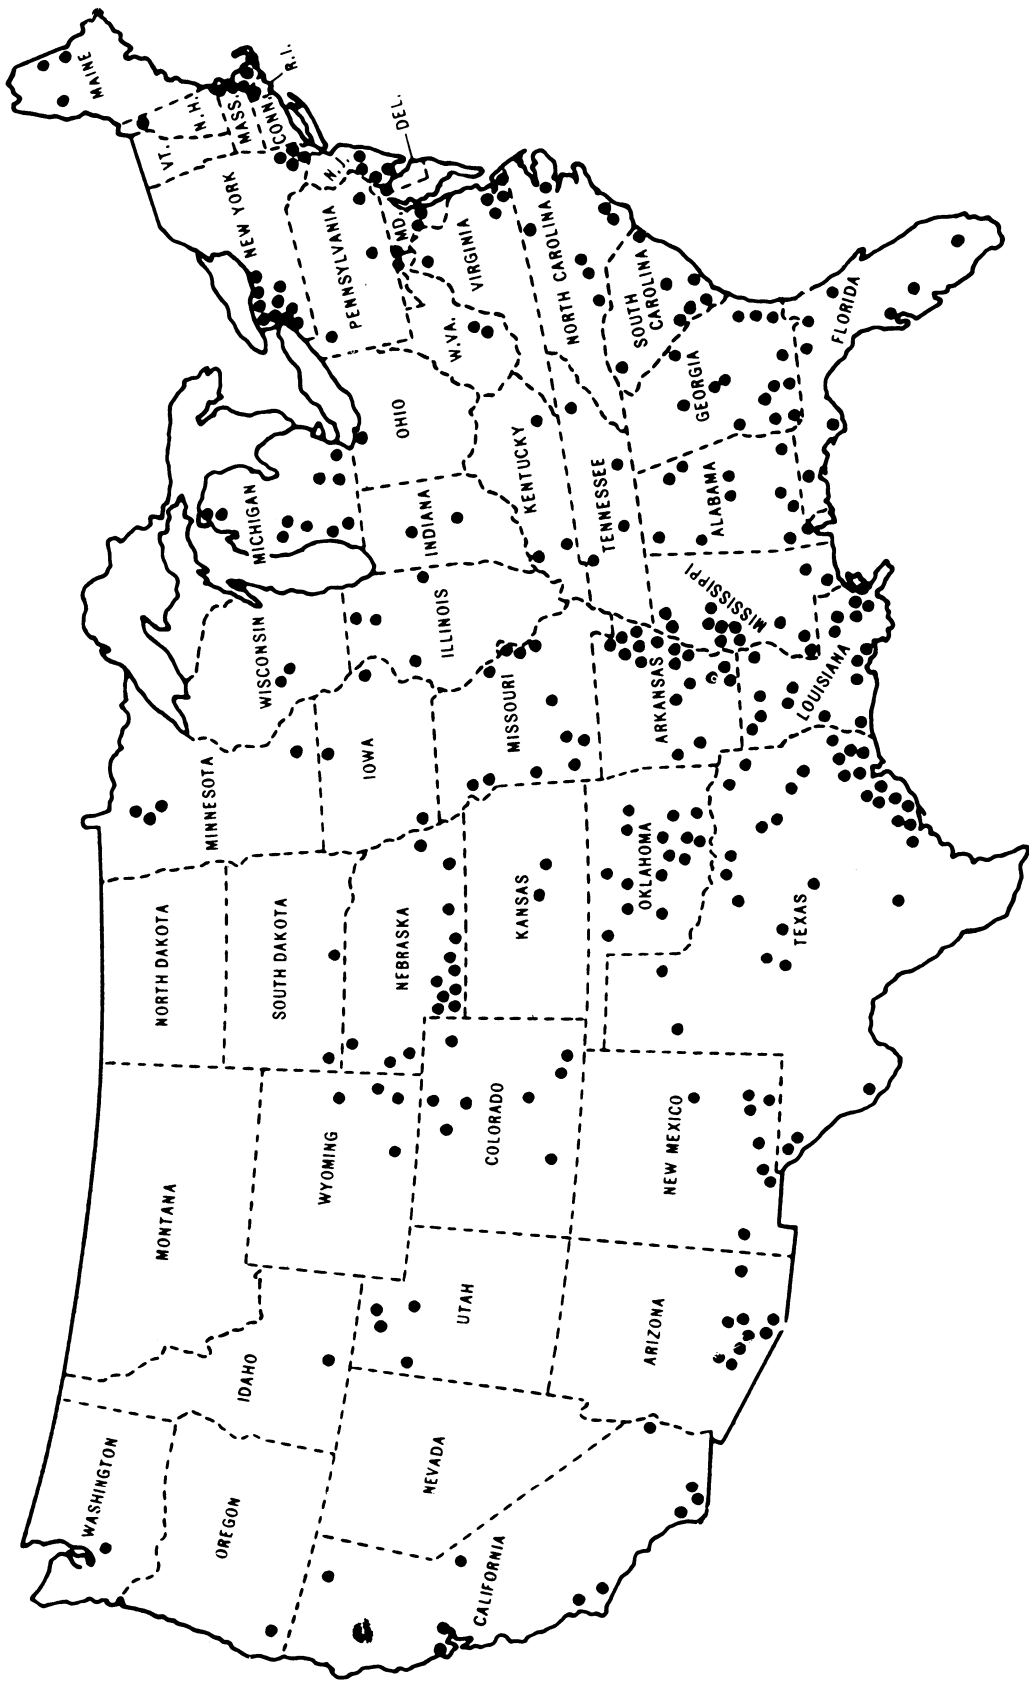 WASHINGTON
OREGON
CALIFORNIA
NEVADA
IDAHO
MONTANA
WYOMING
UTAH
ARIZONA
COLORADO
NEW MEXICO
NORTH DAKOTA
SOUTH DAKOTA
NEBRASKA
KANSAS
OKLAHOMA
TEXAS
MINNESOTA
IOWA
MISSOURI
ARKANSAS
LOUISIANA
WISCONSIN
ILLINOIS
MISSISSIPPI
MICHIGAN
INDIANA
KENTUCKY
TENNESSEE
ALABAMA
OHIO
GEORGIA
FLORIDA
W.VA.
VIRGINIA
NORTH CAROLINA
SOUTH
CAROLINA
PENNSYLVANIA
MD.
DEL.
N.J.
NEW YORK
VT.
N.H.
MASS.
CONN.
R.I.
MAINE